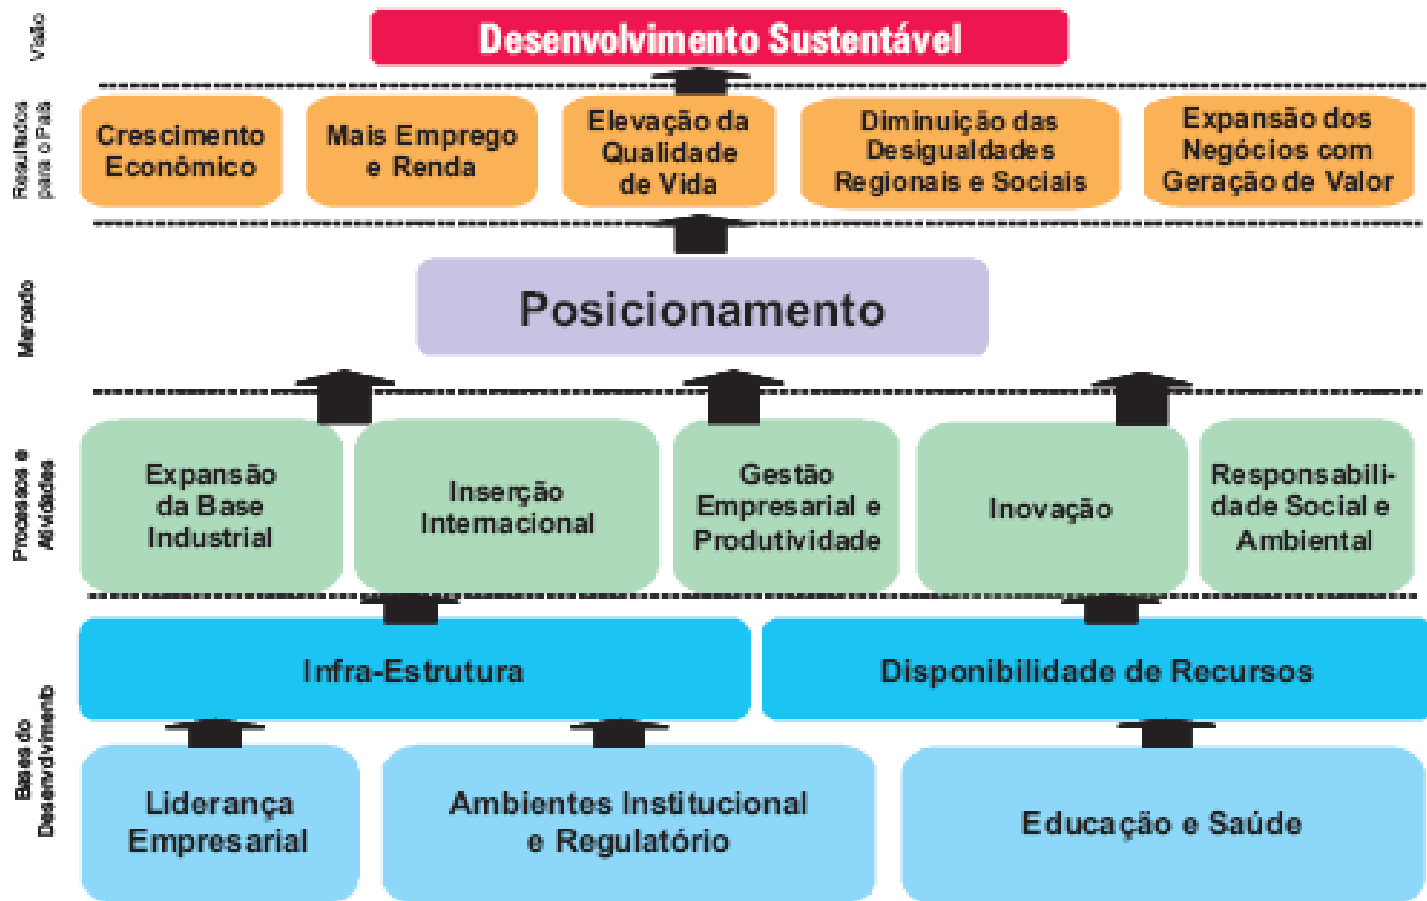 Visão
Desenvolvimento Sustentável
Resultados
para o País
Crescimento
Econômico
Mais Emprego
e Renda
Elevação da
Qualidade
de Vida
Diminuição das
Desigualdades
Regionais e Sociais
Expansão dos
Negócios com
Geração de Valor
Mercado
Posicionamento
Processos e
Atividades
Expansão
da Base
Industrial
Inserção
Internacional
Gestão
Empresarial e
Produtividade
Inovação
Responsabili-
dade Social e
Ambiental
Bases do
Desenvolvimento
Infra-Estrutura
Disponibilidade de Recursos
Liderança
Empresarial
Ambientes Institucional
e Regulatório
Educação e Saúde